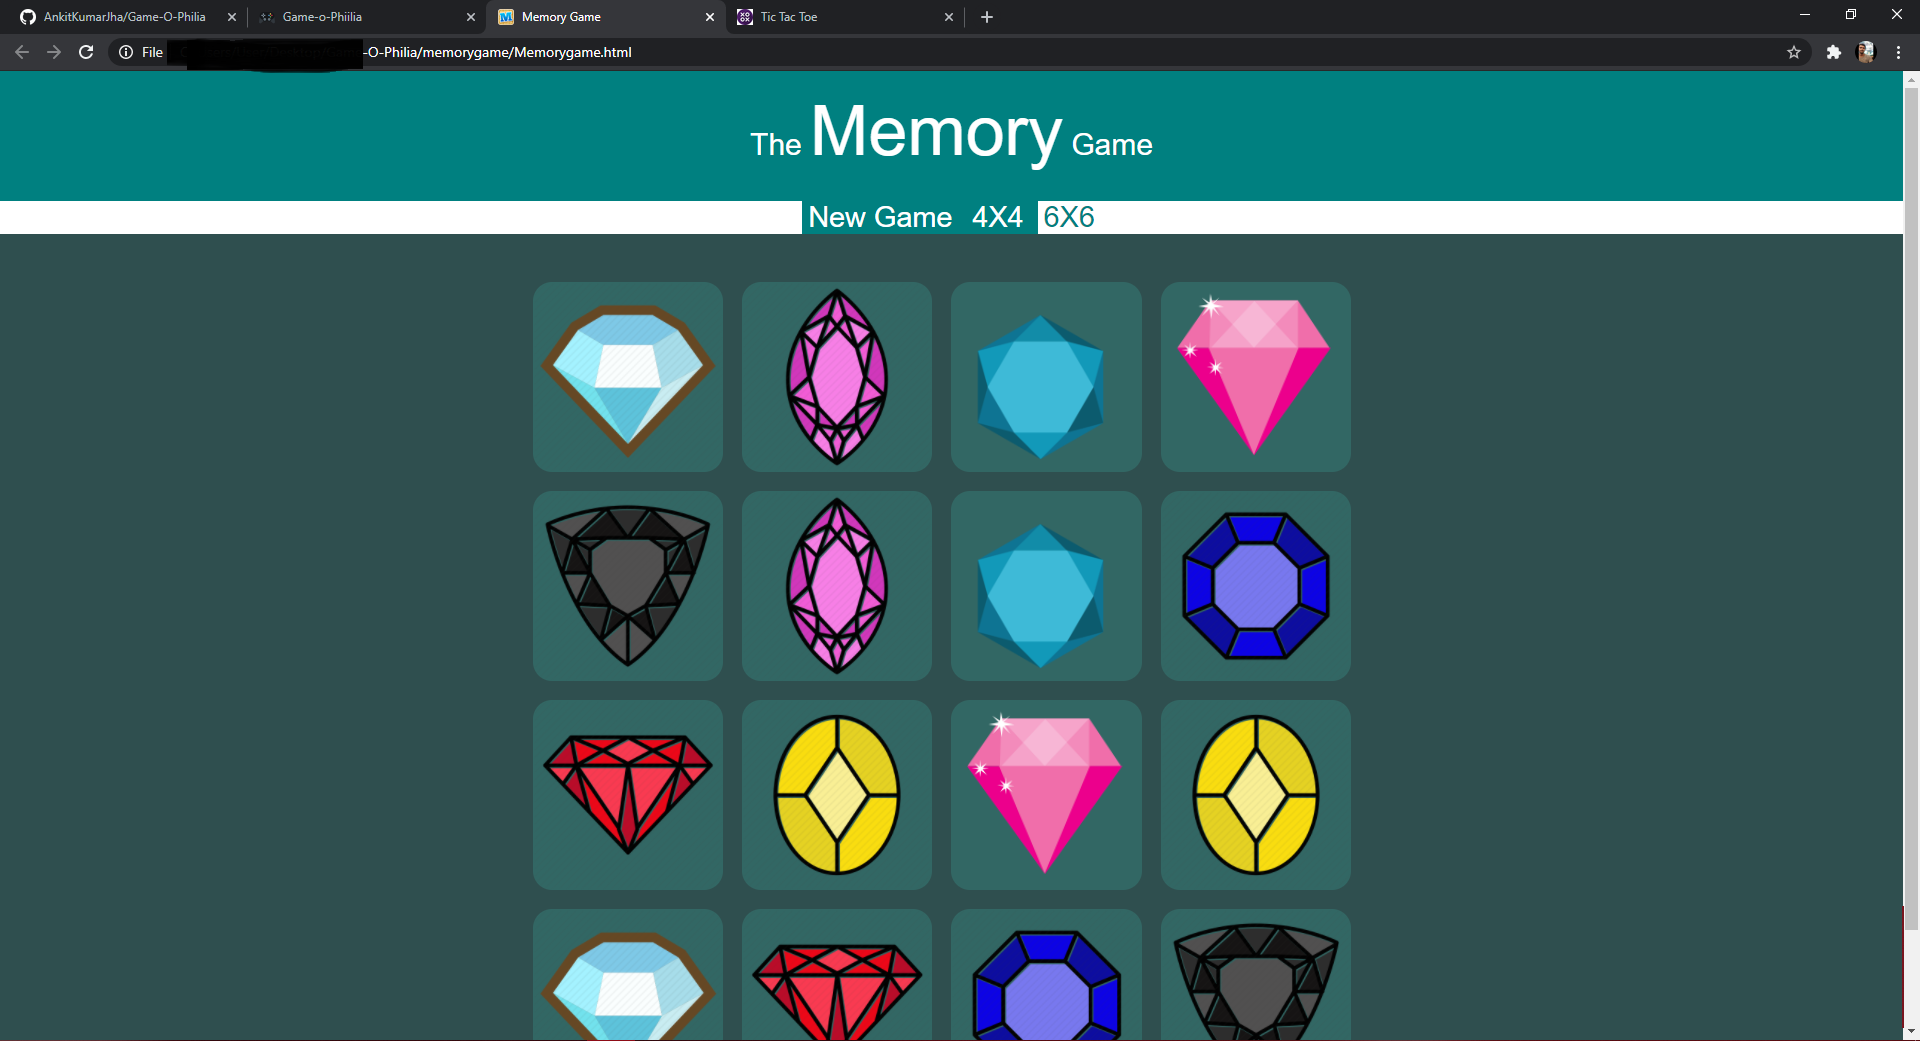 AnkitKumarJha/Game-O-Philia
Game-o-Phiilia
Memory Game
Tic Tac Toe
File
-O-Philia/memorygame/Memorygame.html
The Memory Game
New Game 4X4 6X6